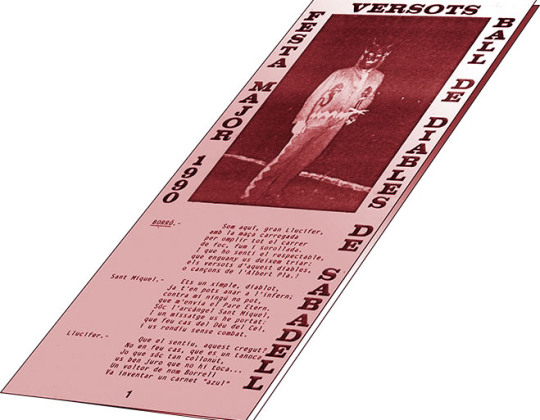 VERSOTS
FESTA MAJOR 1990
BALL DE DIABLES DE SABADELL
BORRÓ.-
Som aquí, gran Llucifer,
amb la maça carregada
per omplir tot el carrer
de foc, fum i sorollada.
I que ho senti el respectable,
que enguany us deixem triar:
els versots d'aquest diables,
o cançons de l'Albert Pla.!
Sant Miquel.-
Ets un simple, diablot,
ja t'en pots anar a l'infern;
contra mi ningú no pot,
que m'envia el Pare Etern.
Sóc l'arcàngel Sant Miquel,
i un missatge us he portat:
que feu cas del Déu del Cel,
i us rondiu sense combat.
Llucifer.-
Que el sentiu, aquest cregut?
No en feu cas, que es un tanoca
Jo que sóc tan collonut,
us ben juro que no hi toca...
Un voltor de nom Borrell
Va inventar un carnet "azul"
1